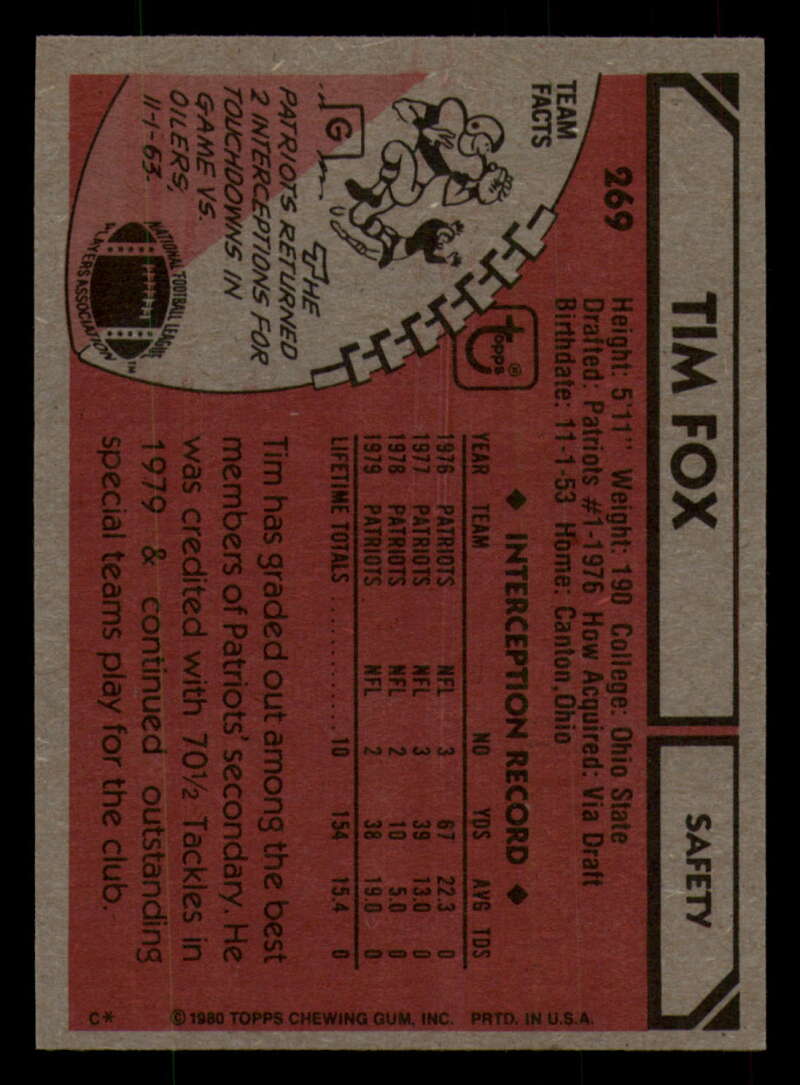 TIM FOX
SAFETY
269
Height: 5'11" Weight: 190 College: Ohio State
Drafted: Patriots #1-1976 How Acquired: Via Draft
Birthdate: 11-1-53 Home: Canton, Ohio
TEAM
FACTS
G
THE
PATRIOTS RETURNED
2 INTERCEPTIONS FOR
TOUCHDOWNS IN
GAME VS.
OILERS,
11-1-63.
NATIONAL FOOTBALL LEAGUE
PLAYERS ASSOCIATION™
topps®
◆ INTERCEPTION RECORD ◆
YEAR TEAM NO YDS AVG TDS
1976 PATRIOTS NFL 3 67 22.3 0
1977 PATRIOTS NFL 3 39 13.0 0
1978 PATRIOTS NFL 2 10 5.0 0
1979 PATRIOTS NFL 2 38 19.0 0
LIFETIME TOTALS ............. 10 154 15.4 0
Tim has graded out among the best
members of Patriots' secondary. He
was credited with 70½ Tackles in
1979 & continued outstanding
special teams play for the club.
C* © 1980 TOPPS CHEWING GUM, INC. PRTD. IN U.S.A.